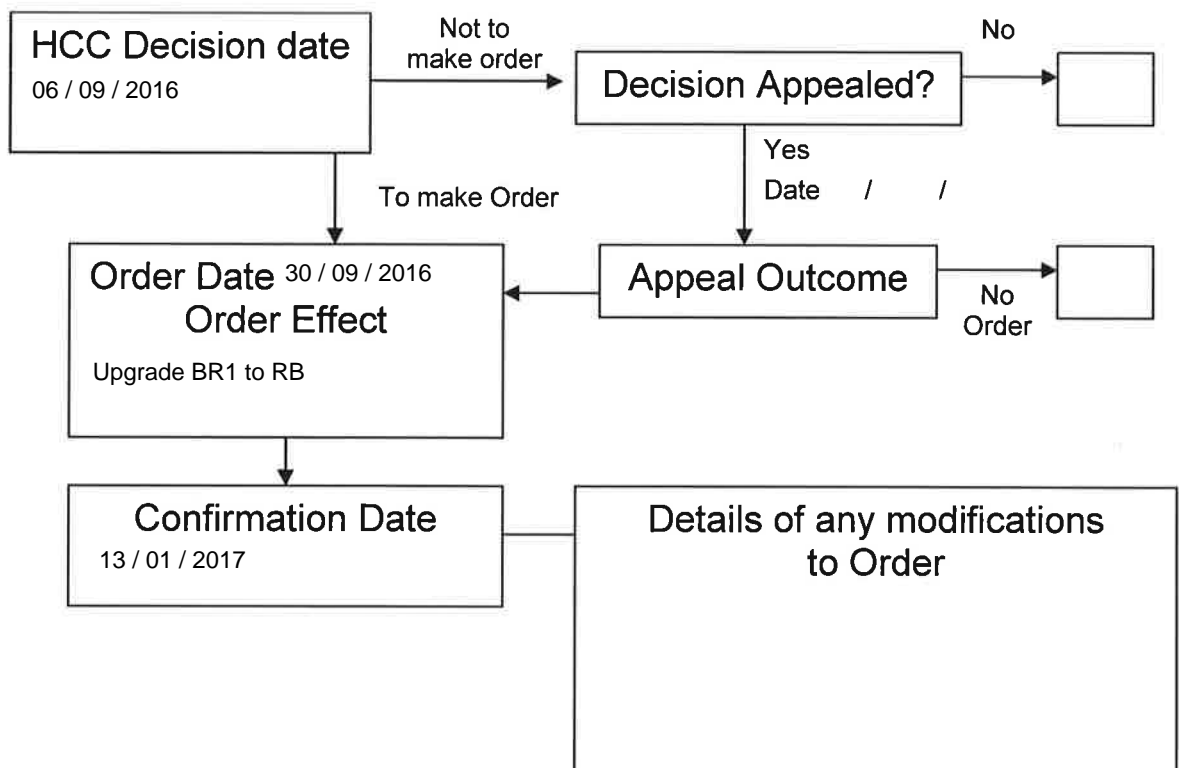 HCC Decision date
06 / 09 / 2016
Not to
make order
Decision Appealed?
No
Yes
Date / /
To make Order
Order Date 30 / 09 / 2016
Order Effect
Upgrade BR1 to RB
Appeal Outcome
No
Order
Confirmation Date
13 / 01 / 2017
Details of any modifications
to Order